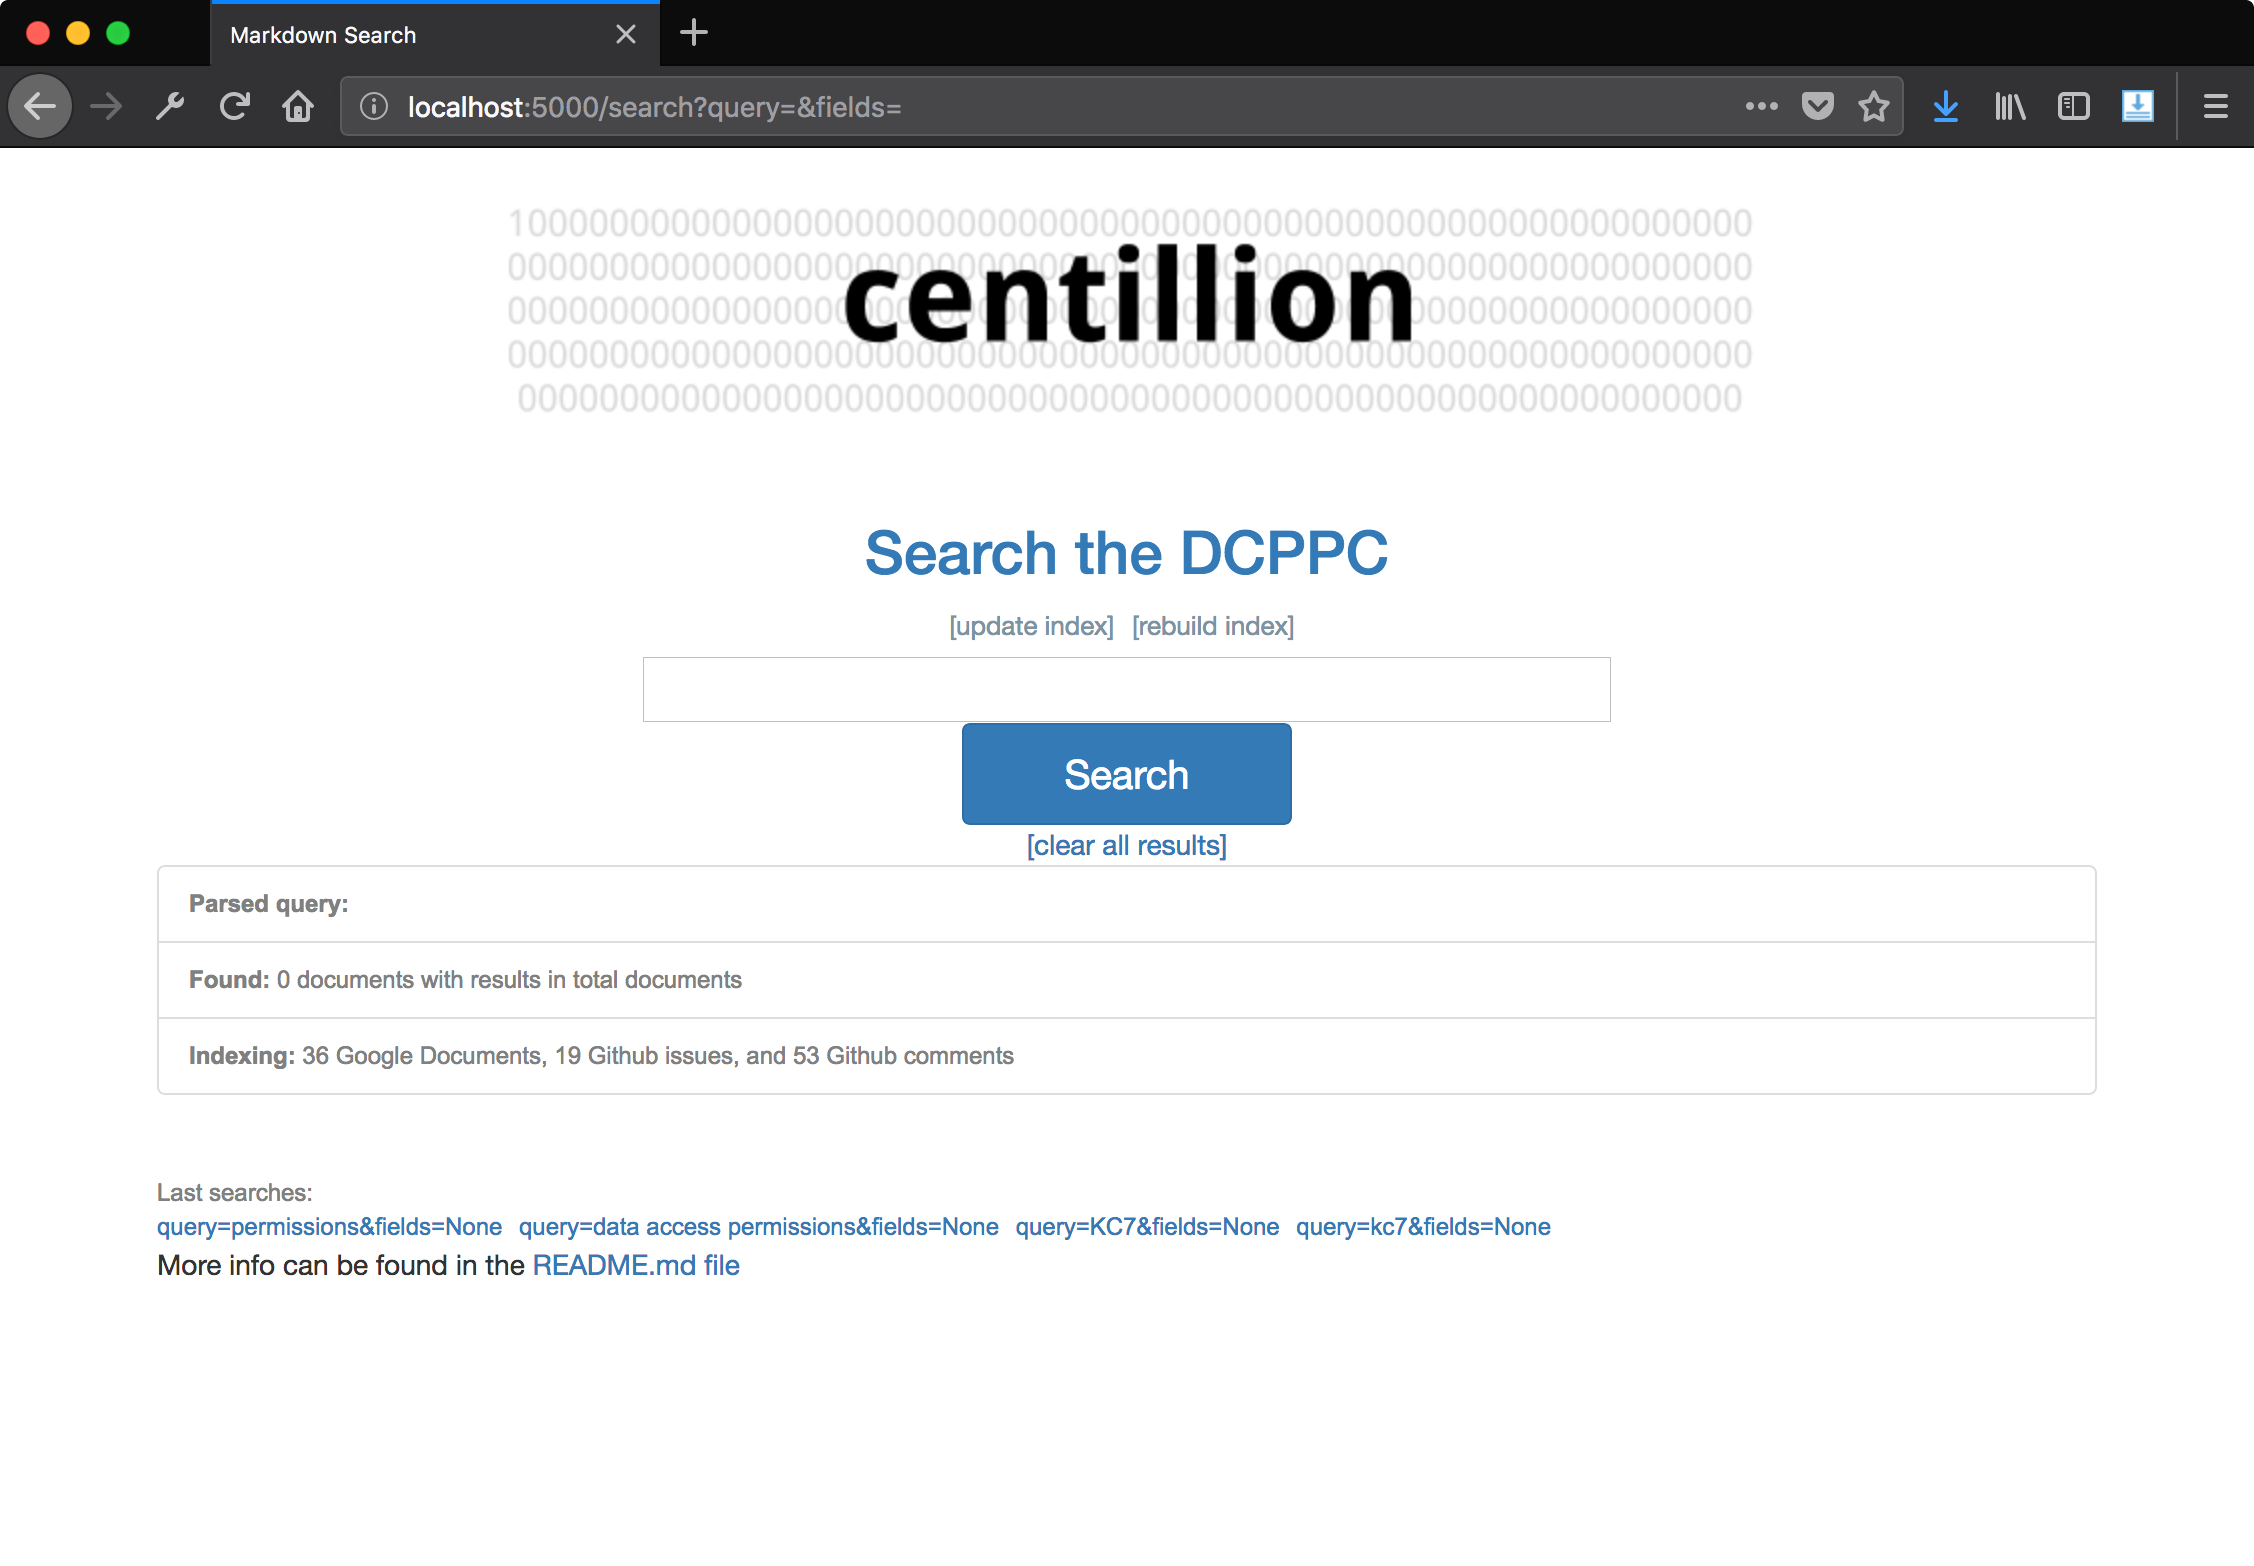 Markdown Search
localhost:5000/search?query=&fields=
centillion
Search the DCPPC
[update index] [rebuild index]
Search
[clear all results]
Parsed query:
Found: 0 documents with results in total documents
Indexing: 36 Google Documents, 19 Github issues, and 53 Github comments
Last searches:
query=permissions&fields=None query=data access permissions&fields=None query=KC7&fields=None query=kc7&fields=None
More info can be found in the README.md file